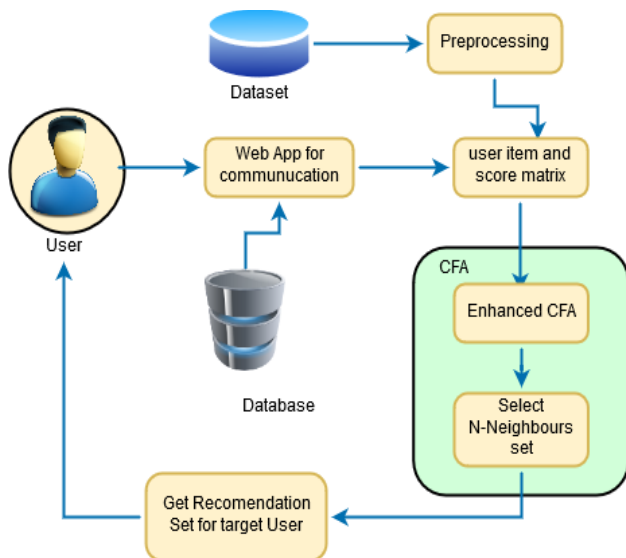 Preprocessing
Dataset
Web App for
communucation
user item and
score matrix
User
CFA
Enhanced CFA
Database
Select
N-Neighbours
set
Get Recomendation
Set for target User